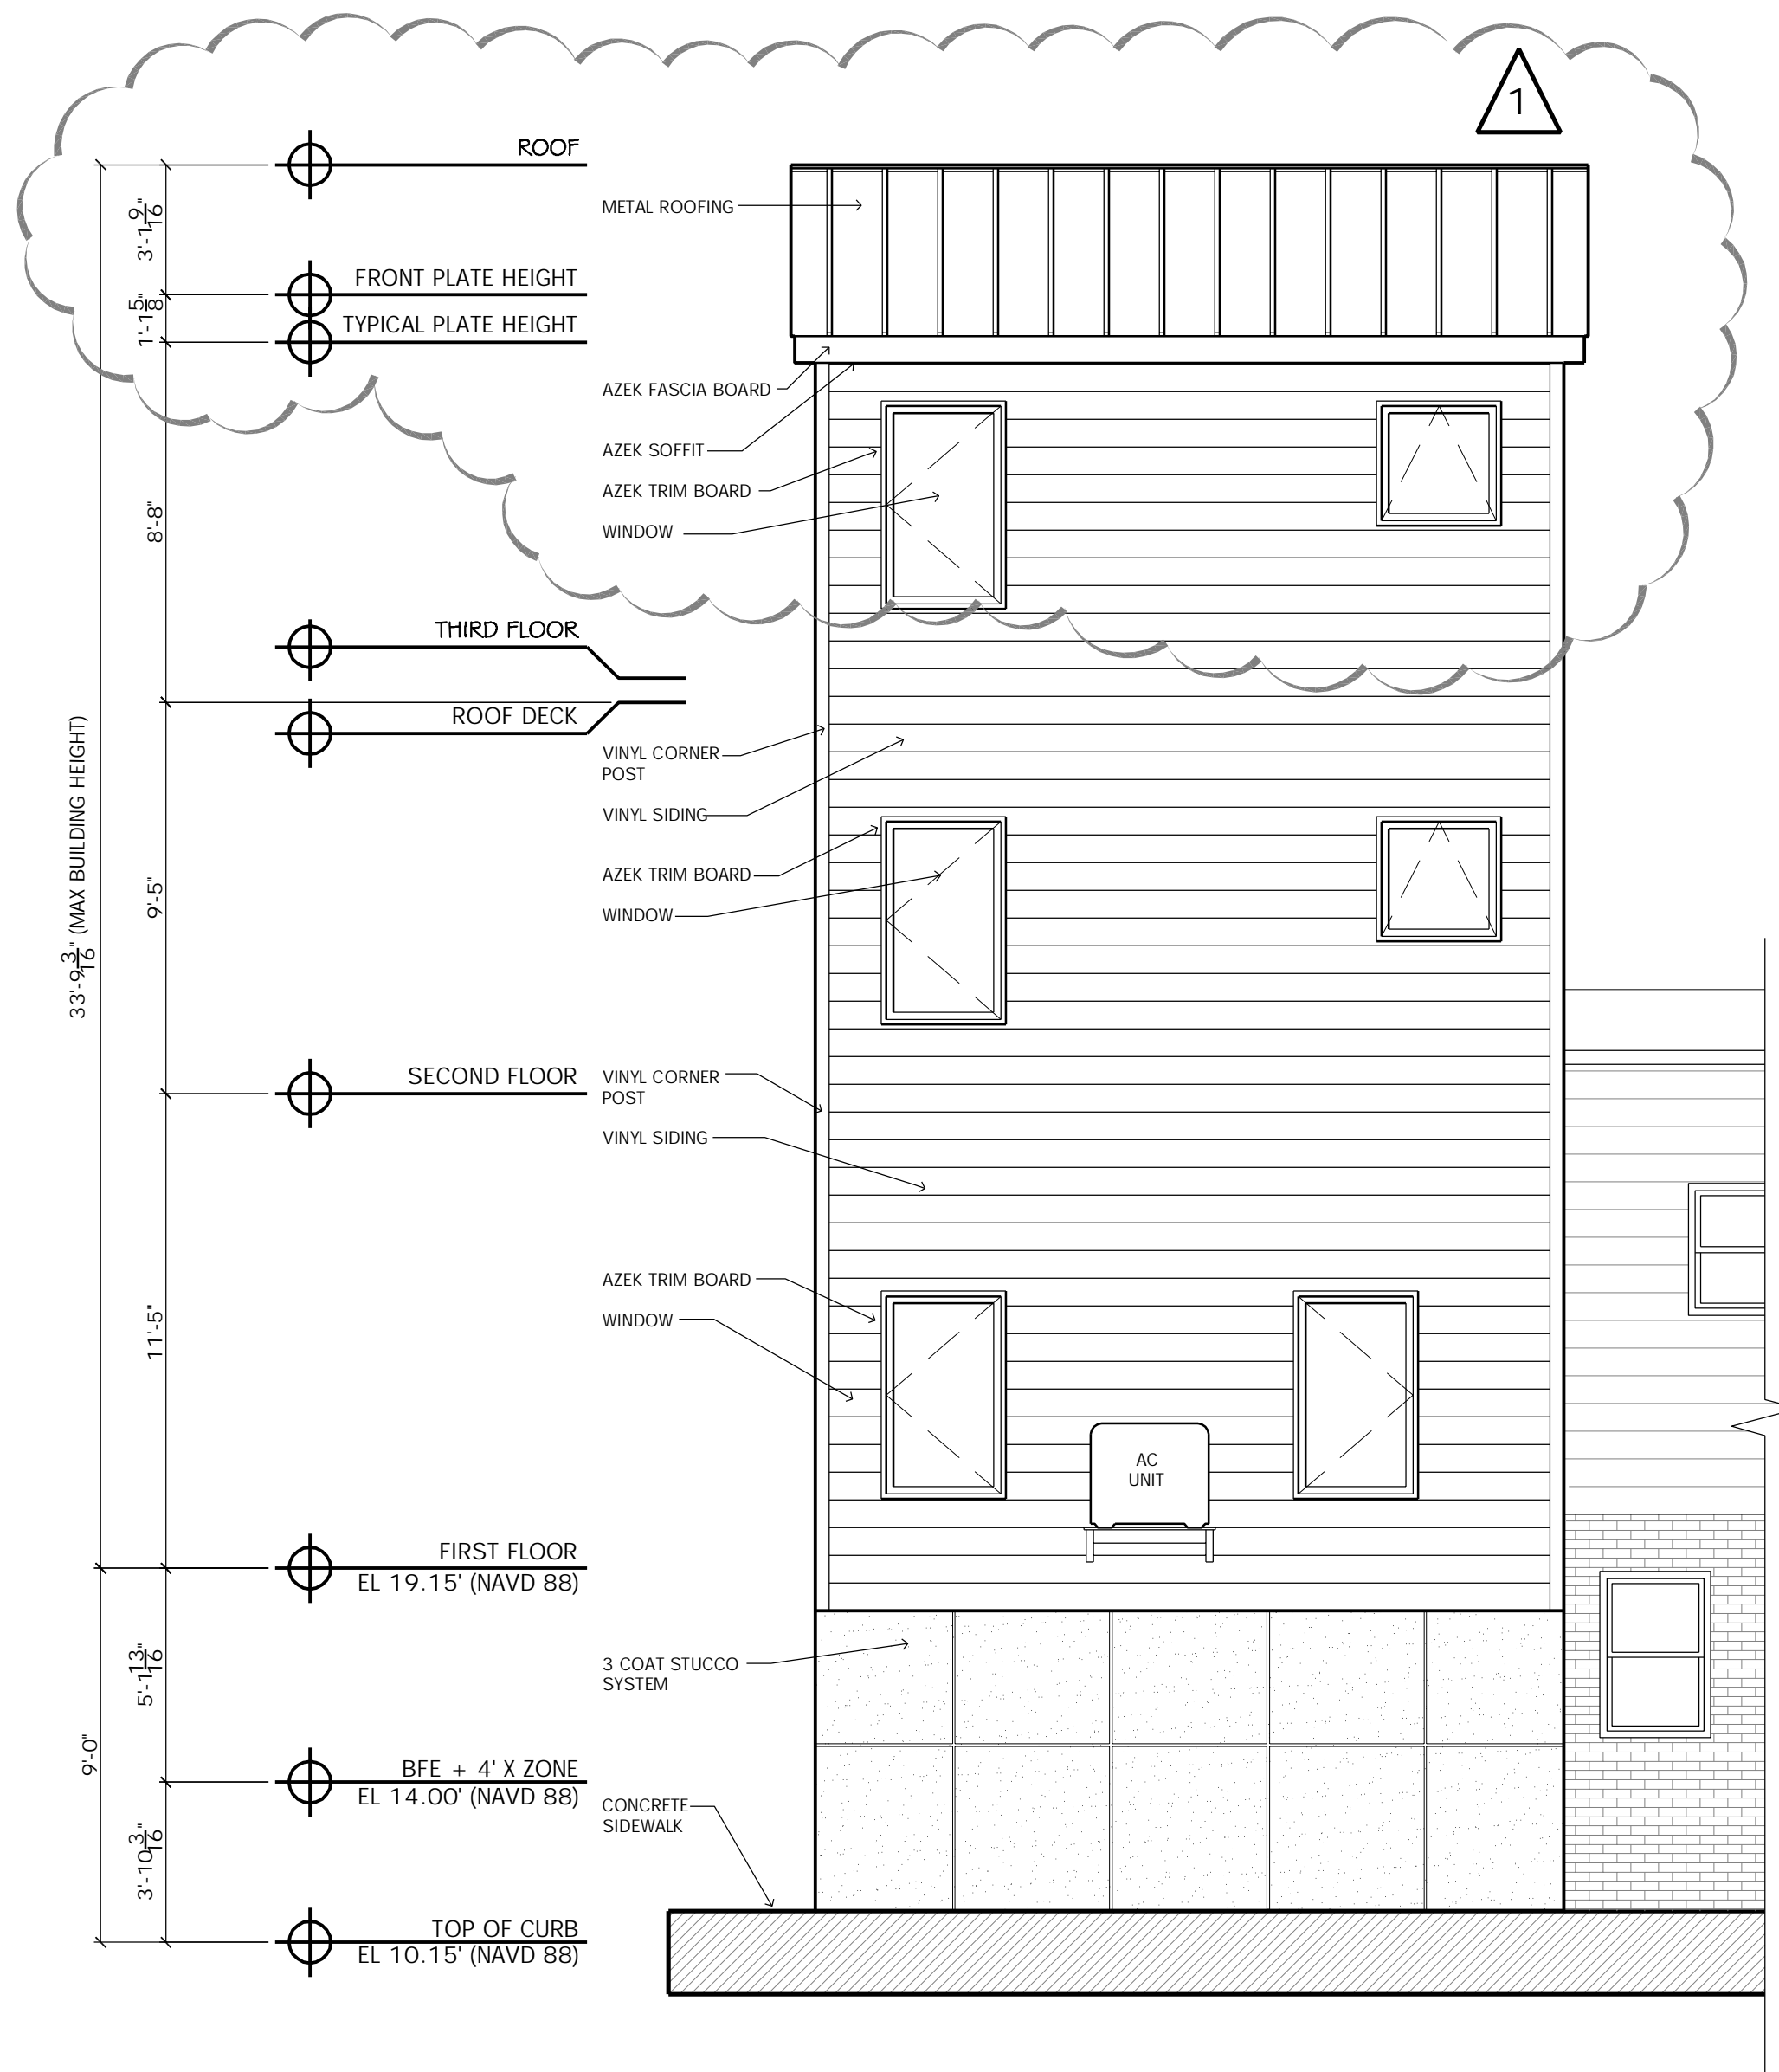 1
ROOF
3'-1 9/16"
METAL ROOFING
FRONT PLATE HEIGHT
1'-1 5/8"
TYPICAL PLATE HEIGHT
AZEK FASCIA BOARD
AZEK SOFFIT
AZEK TRIM BOARD
8'-8"
WINDOW
THIRD FLOOR
ROOF DECK
VINYL CORNER
POST
VINYL SIDING
33'-9 3/16" (MAX BUILDING HEIGHT)
9'-5"
AZEK TRIM BOARD
WINDOW
SECOND FLOOR
VINYL CORNER
POST
VINYL SIDING
11'-5"
AZEK TRIM BOARD
WINDOW
AC
UNIT
FIRST FLOOR
EL 19.15' (NAVD 88)
5'-1 13/16"
3 COAT STUCCO
SYSTEM
9'-0"
BFE + 4' X ZONE
EL 14.00' (NAVD 88)
CONCRETE
SIDEWALK
3'-10 3/16"
TOP OF CURB
EL 10.15' (NAVD 88)